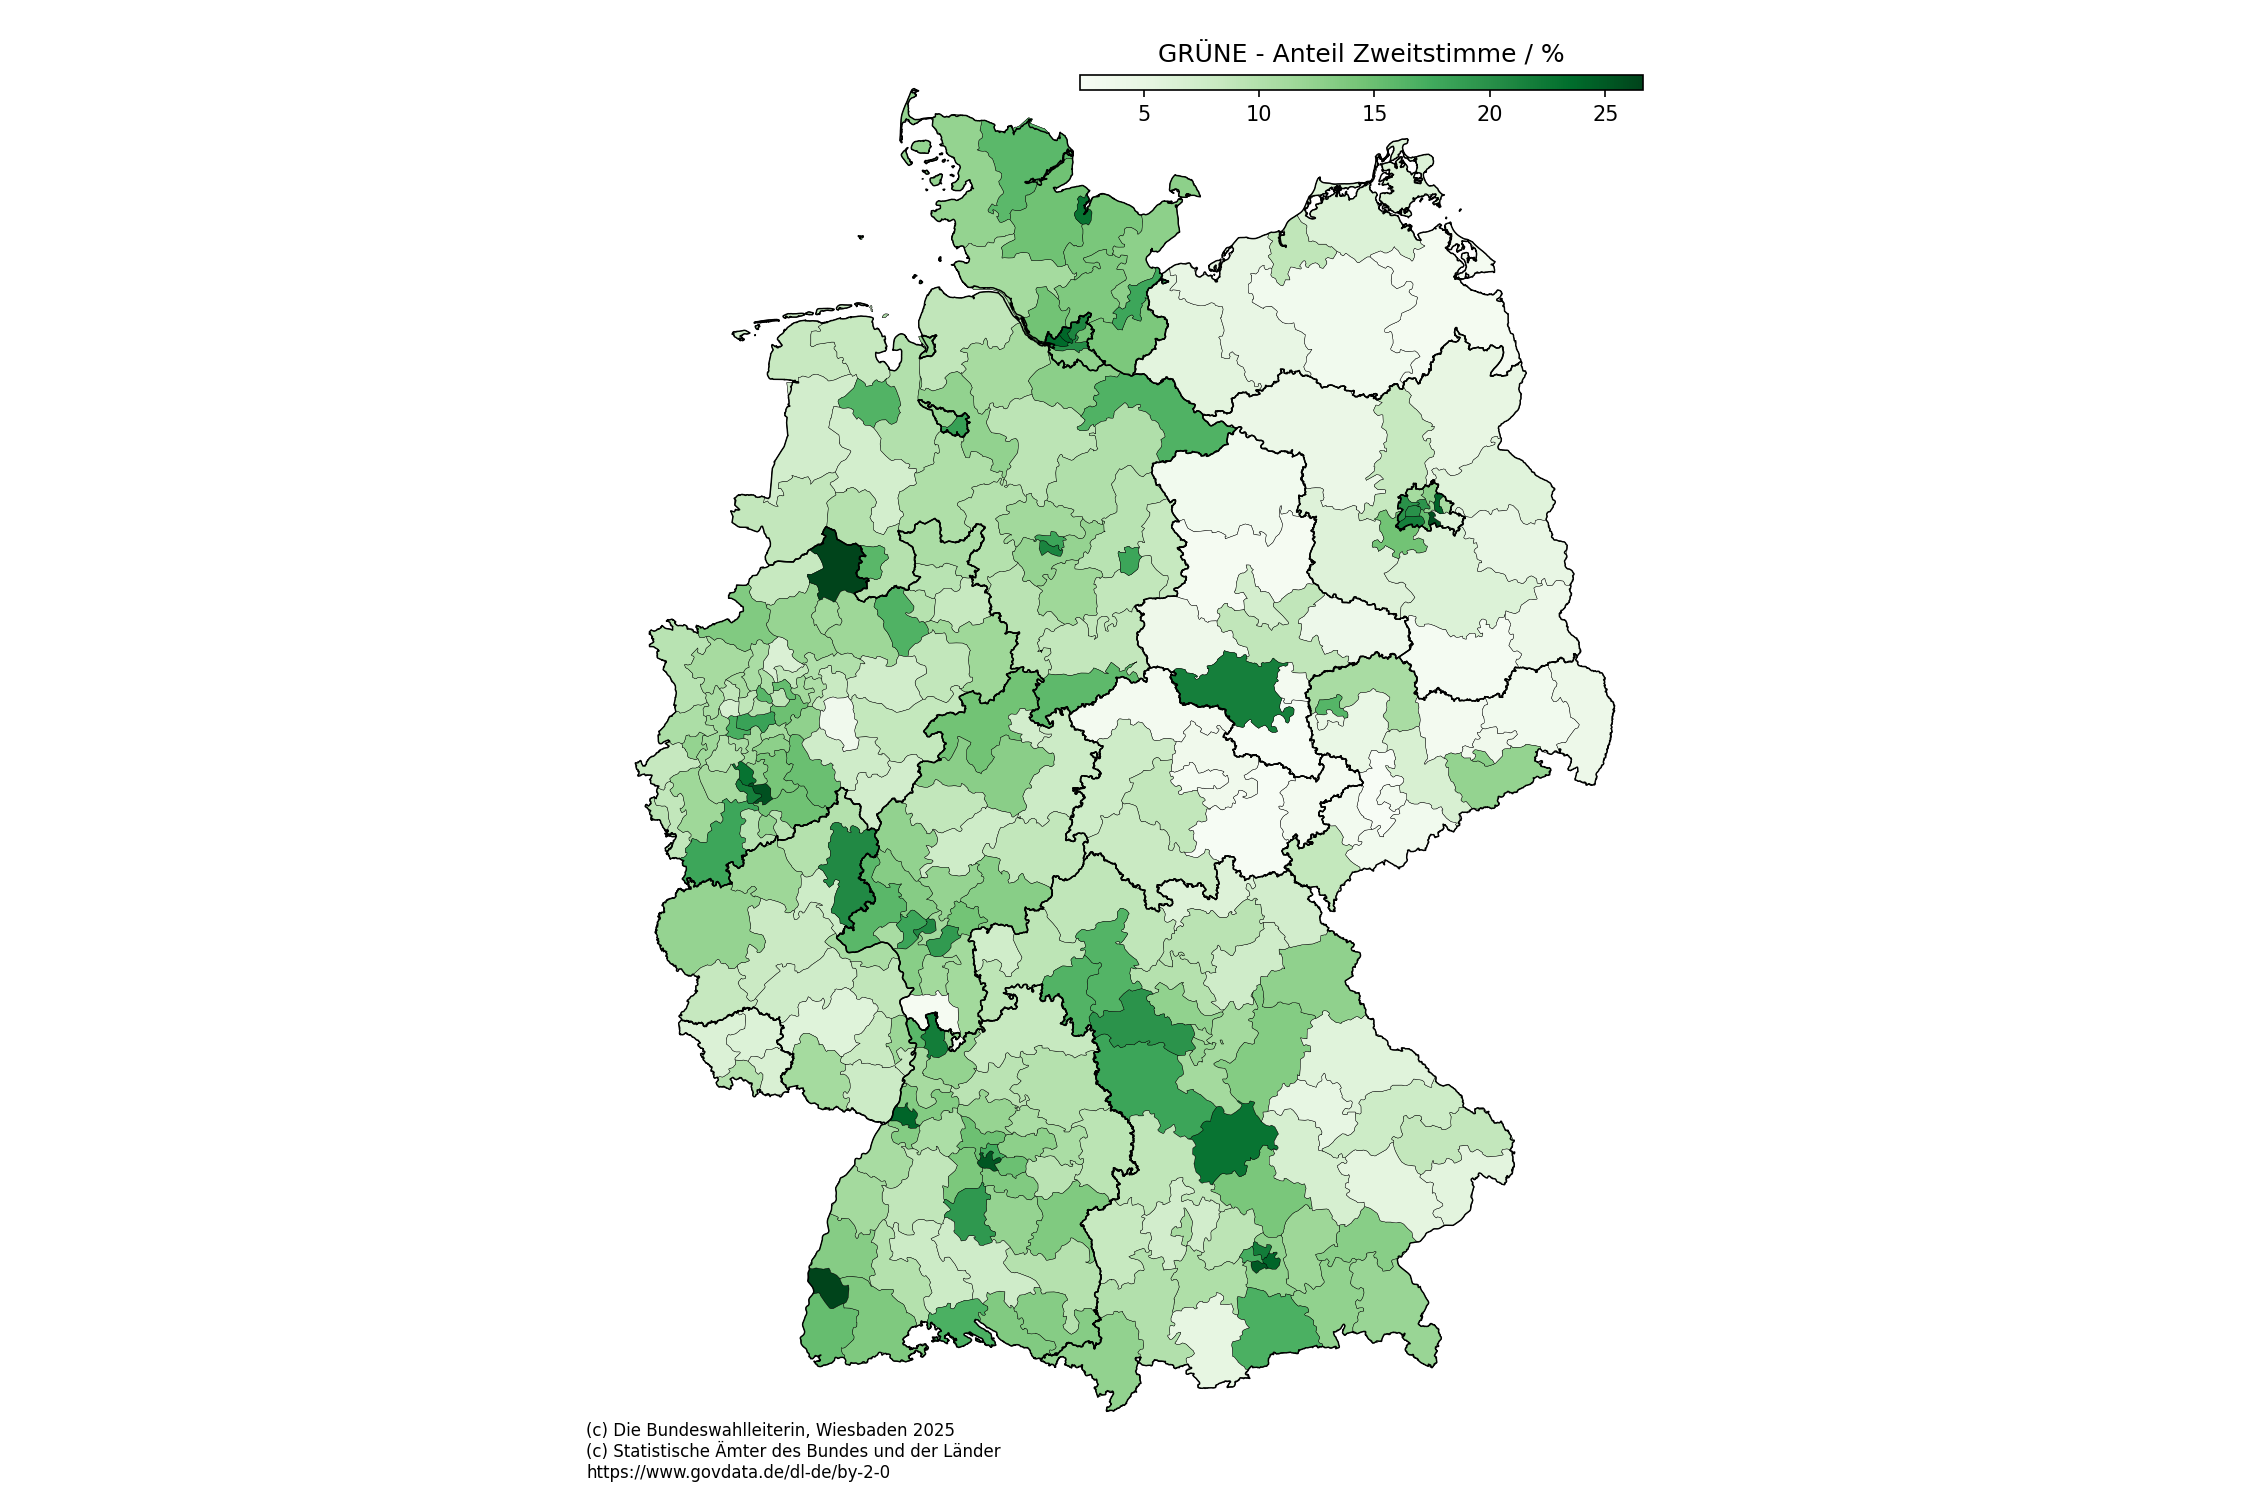 GRÜNE - Anteil Zweitstimme / %
5 10 15 20 25
(c) Die Bundeswahlleiterin, Wiesbaden 2025
(c) Statistische Ämter des Bundes und der Länder
https://www.govdata.de/dl-de/by-2-0